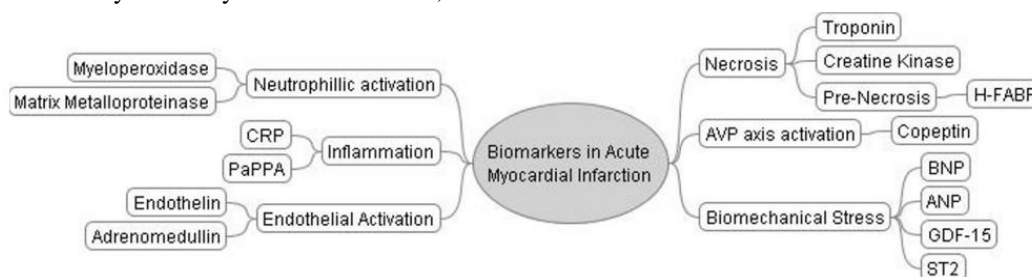 Myeloperoxidase
Matrix Metalloproteinase
Neutrophillic activation
CRP
PaPPA
Inflammation
Endothelin
Adrenomedullin
Endothelial Activation
Biomarkers in Acute
Myocardial Infarction
Necrosis
Troponin
Creatine Kinase
Pre-Necrosis
H-FABP
AVP axis activation
Copeptin
Biomechanical Stress
BNP
ANP
GDF-15
ST2